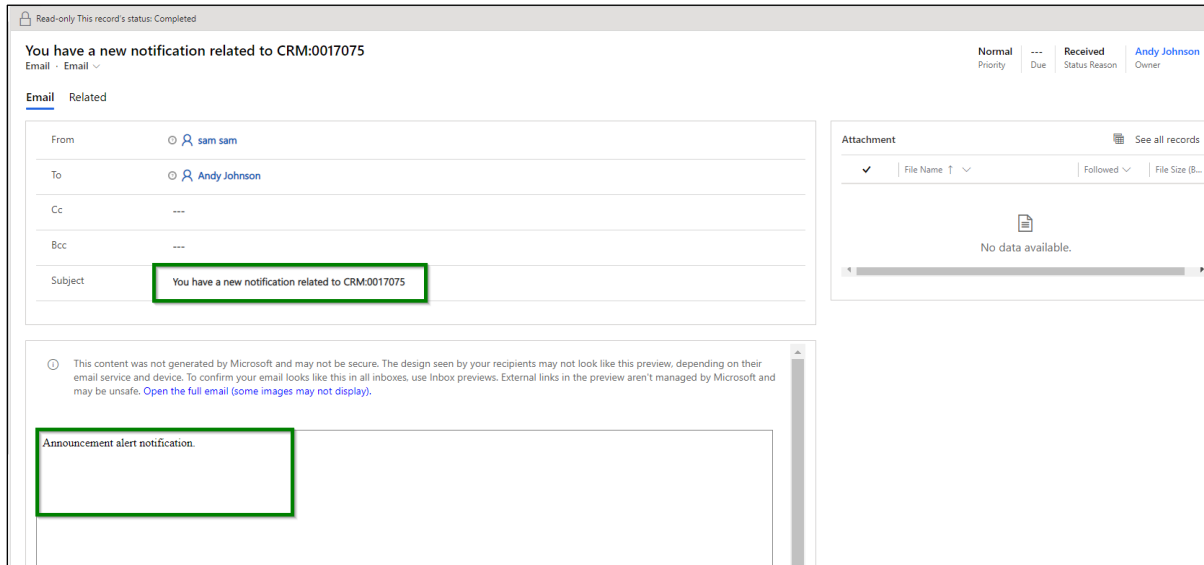 Read-only This record's status: Completed
You have a new notification related to CRM:0017075
Email · Email
Normal --- Received Andy Johnson
Priority Due Status Reason Owner
Email Related
From sam sam
To Andy Johnson
Cc ---
Bcc ---
Subject You have a new notification related to CRM:0017075
Attachment See all records
File Name ↑ Followed File Size (B...
No data available.
This content was not generated by Microsoft and may not be secure. The design seen by your recipients may not look like this preview, depending on their
email service and device. To confirm your email looks like this in all inboxes, use Inbox previews. External links in the preview aren't managed by Microsoft and
may be unsafe. Open the full email (some images may not display).
Announcement alert notification.